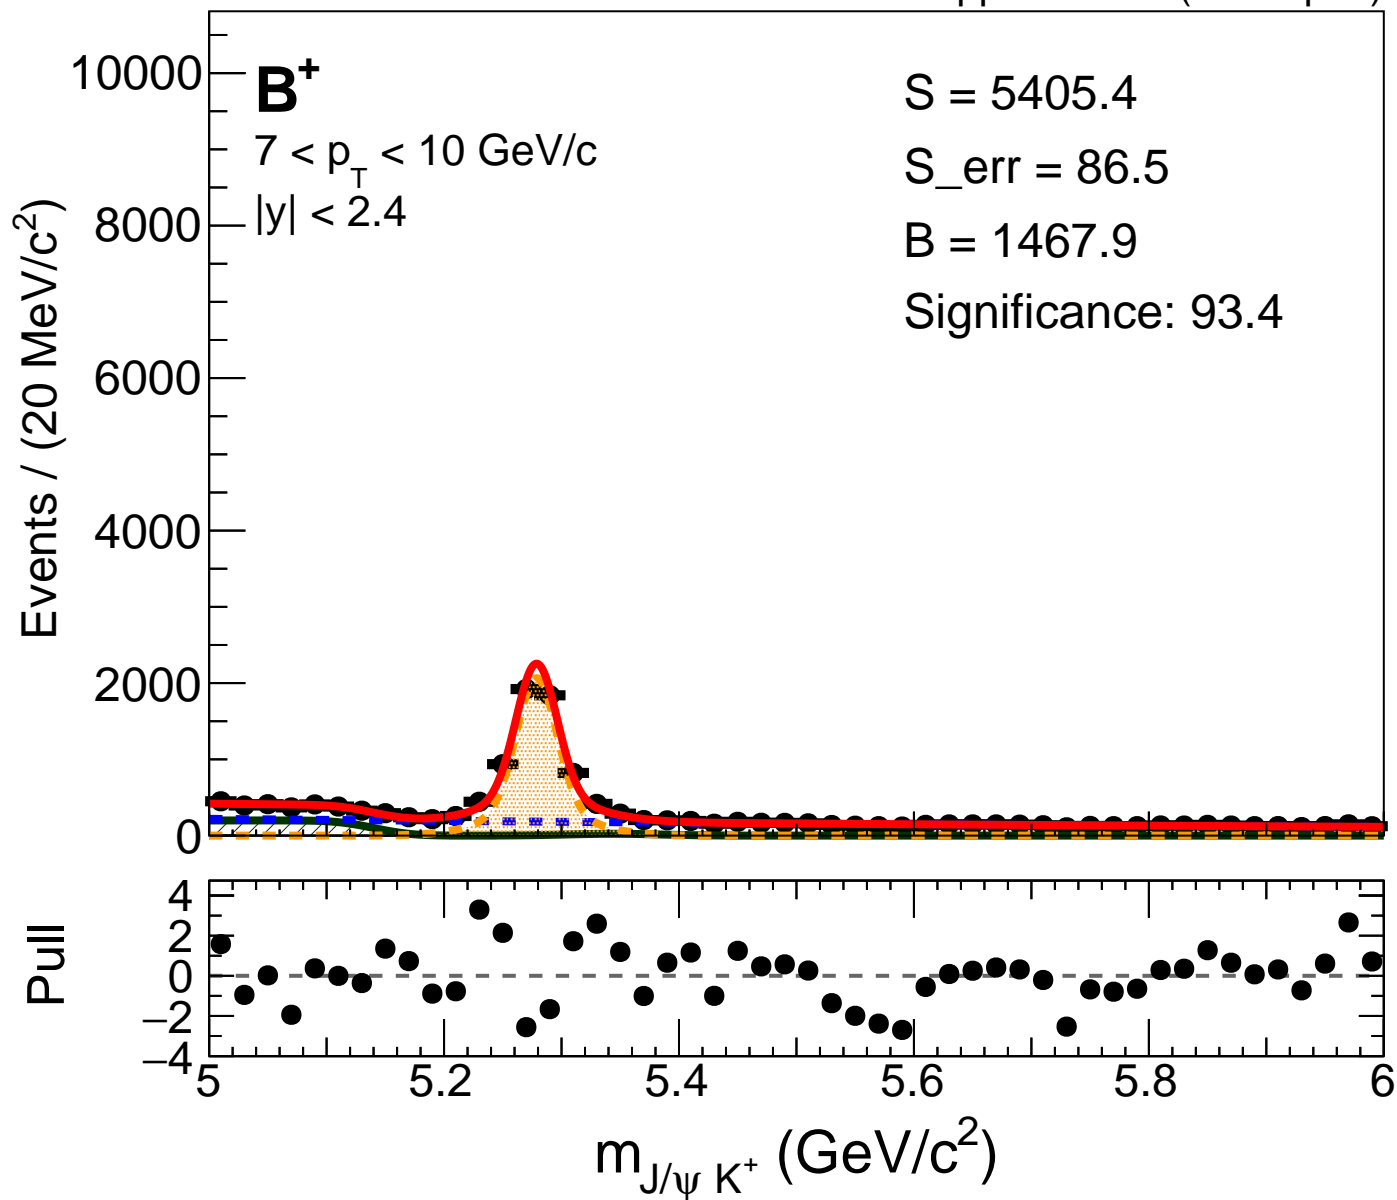 B⁺
7 < p_T < 10 GeV/c
|y| < 2.4
S = 5405.4
S_err = 86.5
B = 1467.9
Significance: 93.4
Events / (20 MeV/c²)
10000
8000
6000
4000
2000
0
Pull
4
2
0
−2
−4
5 5.2 5.4 5.6 5.8 6
m_{J/ψ K⁺} (GeV/c²)